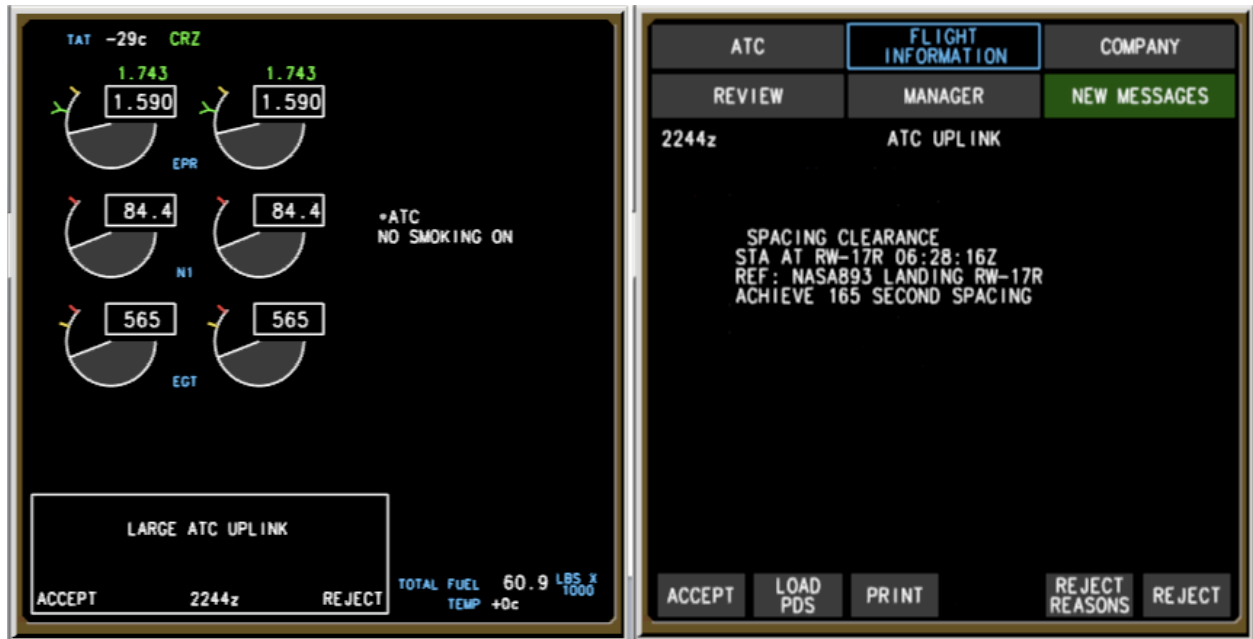 TAT -29c CRZ
1.743 1.743
1.590 1.590
EPR
84.4 84.4
N1
565 565
EGT
•ATC
NO SMOKING ON
LARGE ATC UPLINK
ACCEPT 2244z REJECT
TOTAL FUEL 60.9 LBS X 1000
TEMP +0c
ATC
FLIGHT
INFORMATION
COMPANY
REVIEW
MANAGER
NEW MESSAGES
2244z ATC UPLINK
SPACING CLEARANCE
STA AT RW-17R 06:28:16Z
REF: NASA893 LANDING RW-17R
ACHIEVE 165 SECOND SPACING
ACCEPT
LOAD
PDS
PRINT
REJECT
REASONS
REJECT